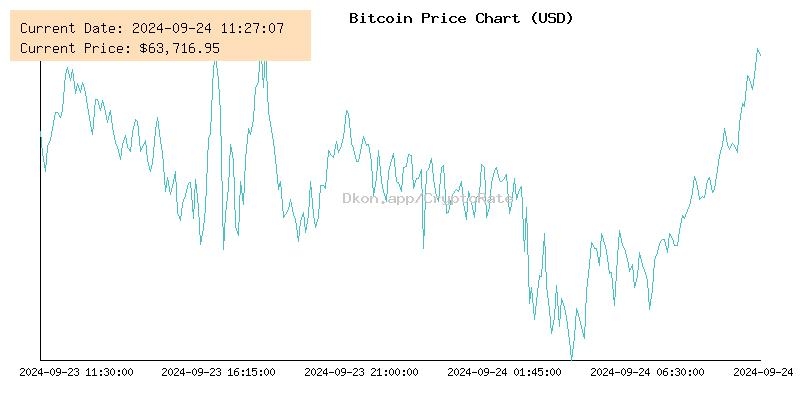 Bitcoin Price Chart (USD)
Current Date: 2024-09-24 11:27:07
Current Price: $63,716.95
Dkon.app/CryptoRate
2024-09-23 11:30:00 2024-09-23 16:15:00 2024-09-23 21:00:00 2024-09-24 01:45:00 2024-09-24 06:30:00 2024-09-24